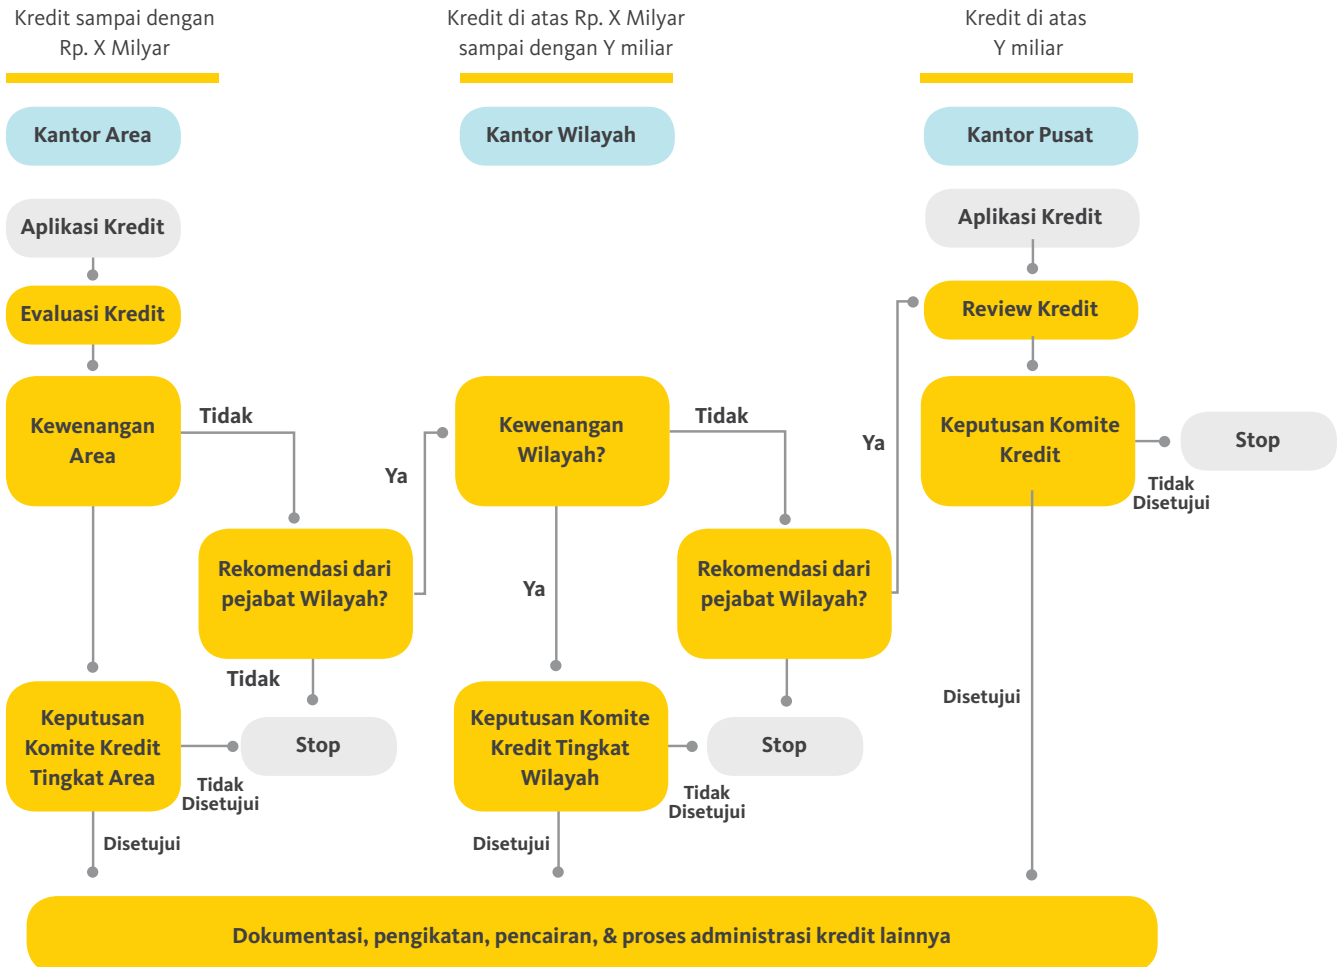 Kredit sampai dengan
Rp. X Milyar
Kredit di atas Rp. X Milyar
sampai dengan Y miliar
Kredit di atas
Y miliar
Kantor Area
Kantor Wilayah
Kantor Pusat
Aplikasi Kredit
Aplikasi Kredit
Evaluasi Kredit
Review Kredit
Kewenangan
Area
Tidak
Ya
Kewenangan
Wilayah?
Tidak
Ya
Keputusan Komite
Kredit
Stop
Tidak
Disetujui
Rekomendasi dari
pejabat Wilayah?
Ya
Rekomendasi dari
pejabat Wilayah?
Tidak
Disetujui
Keputusan
Komite Kredit
Tingkat Area
Stop
Tidak
Disetujui
Keputusan Komite
Kredit Tingkat
Wilayah
Stop
Tidak
Disetujui
Disetujui
Disetujui
Dokumentasi, pengikatan, pencairan, & proses administrasi kredit lainnya